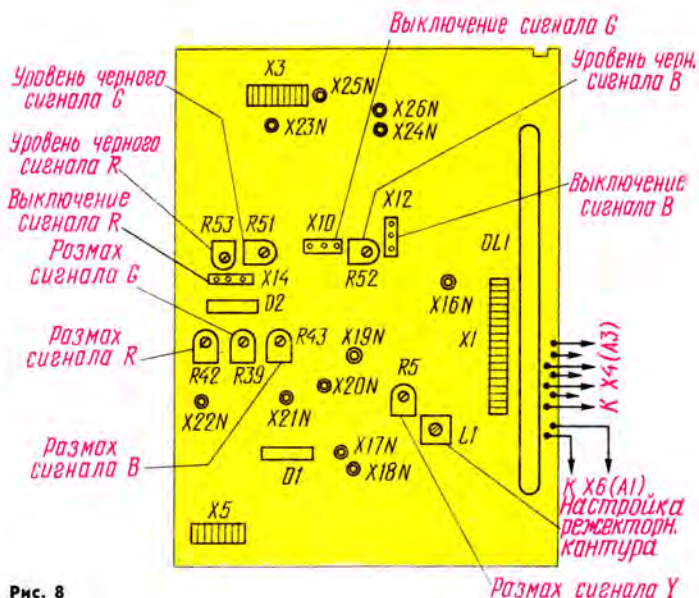 Выключение сигнала G
Уровень черного
сигнала G
Уровень черн.
сигнала B
X3
X25N
X26N
X23N
X24N
Уровень черного
сигнала R
Выключение
сигнала R
Размах
сигнала G
R53
R51
X10
X12
Выключение
сигнала B
DL1
X14
R52
D2
X16N
X1
Размах
сигнала R
R43
X19N
R5
К X4(A3)
R42
R39
X20N
X22N
X21N
L1
Размах
сигнала B
D1
X17N
X18N
X5
К X6(A1)
Настройка
режекторн.
контура
Рис. 8
Размах сигнала Y